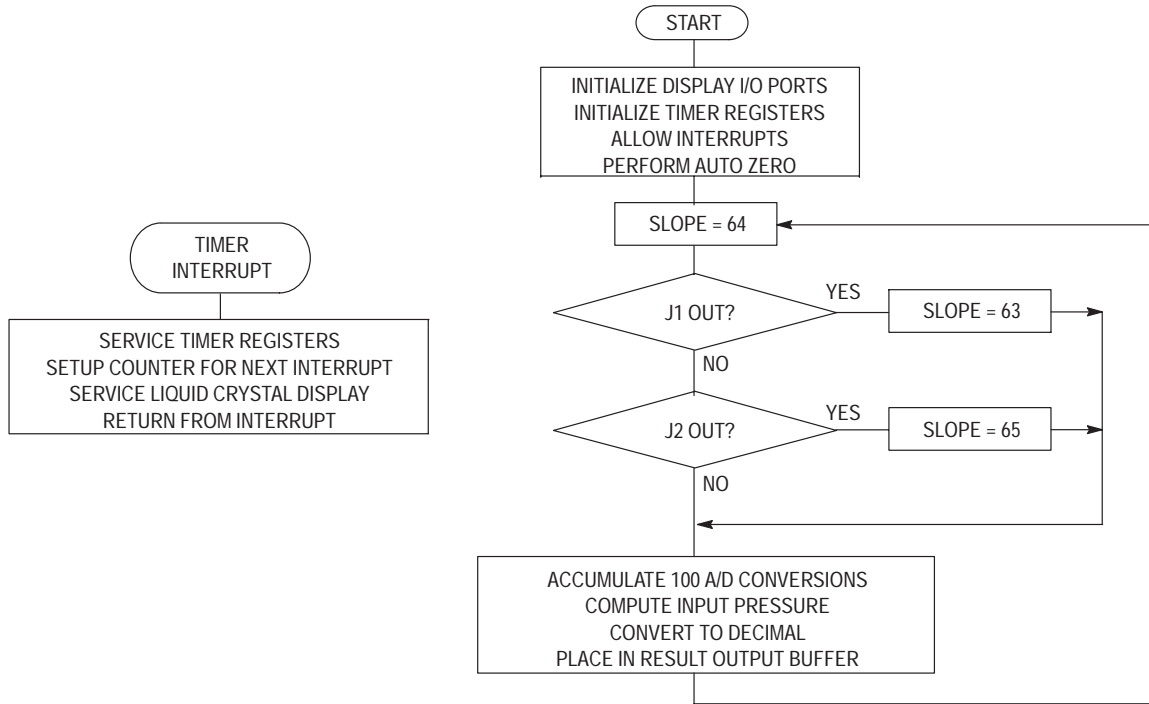 START
INITIALIZE DISPLAY I/O PORTS
INITIALIZE TIMER REGISTERS
ALLOW INTERRUPTS
PERFORM AUTO ZERO
SLOPE = 64
TIMER
INTERRUPT
SERVICE TIMER REGISTERS
SETUP COUNTER FOR NEXT INTERRUPT
SERVICE LIQUID CRYSTAL DISPLAY
RETURN FROM INTERRUPT
J1 OUT?
YES
SLOPE = 63
NO
J2 OUT?
YES
SLOPE = 65
NO
ACCUMULATE 100 A/D CONVERSIONS
COMPUTE INPUT PRESSURE
CONVERT TO DECIMAL
PLACE IN RESULT OUTPUT BUFFER